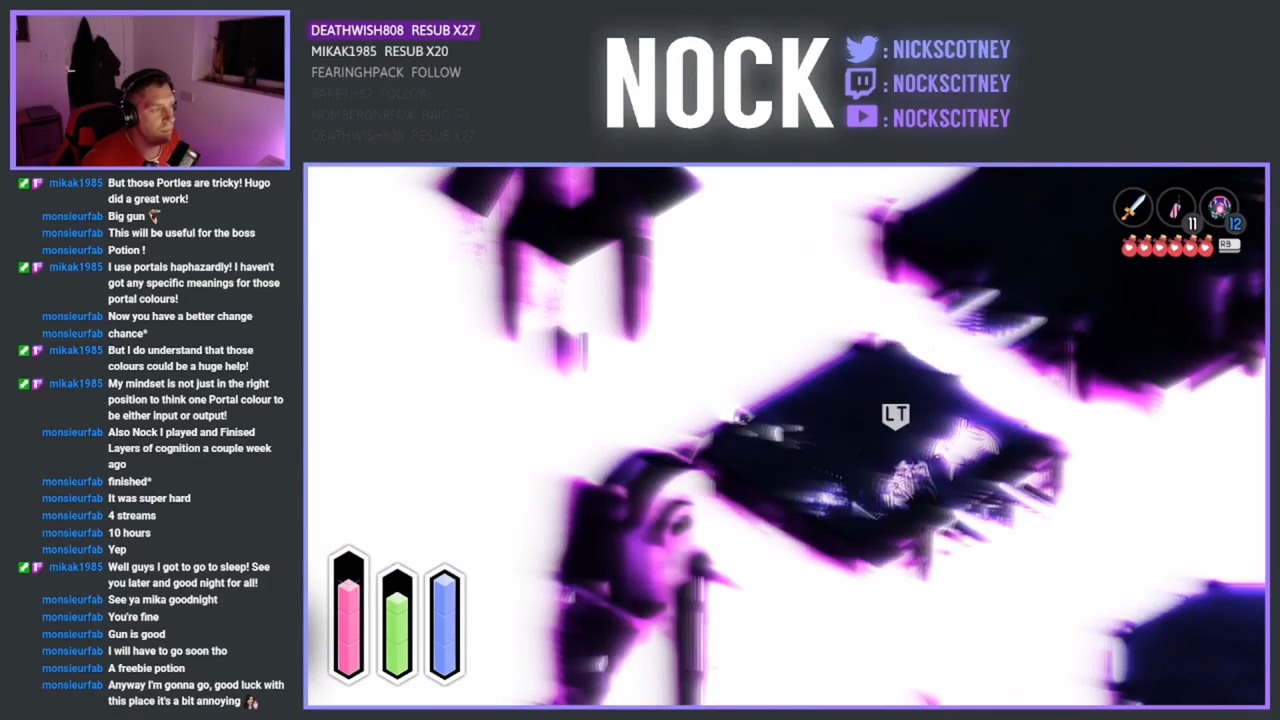 DEATHWISH808 RESUB X27
MIKAK1985 RESUB X20
FEARINGHPACK FOLLOW
DEATHWISH808 RESUB X27
NOCK
: NICKSCOTNEY
: NOCKSCITNEY
: NOCKSCITNEY
mikak1985 But those Portles are tricky! Hugo
did a great work!
monsieurfab Big gun
monsieurfab This will be useful for the boss
monsieurfab Potion !
mikak1985 I use portals haphazardly! I haven't
got any specific meanings for those
portal colours!
monsieurfab Now you have a better change
monsieurfab chance*
mikak1985 But I do understand that those
colours could be a huge help!
mikak1985 My mindset is not just in the right
position to think one Portal colour to
be either input or output!
monsieurfab Also Nock I played and Finised
Layers of cognition a couple week
ago
monsieurfab finished*
monsieurfab It was super hard
monsieurfab 4 streams
monsieurfab 10 hours
monsieurfab Yep
mikak1985 Well guys I got to go to sleep! See
you later and good night for all!
monsieurfab See ya mika goodnight
monsieurfab You're fine
monsieurfab Gun is good
monsieurfab I will have to go soon tho
monsieurfab A freebie potion
monsieurfab Anyway I'm gonna go, good luck with
this place it's a bit annoying
11
12
RB
LT